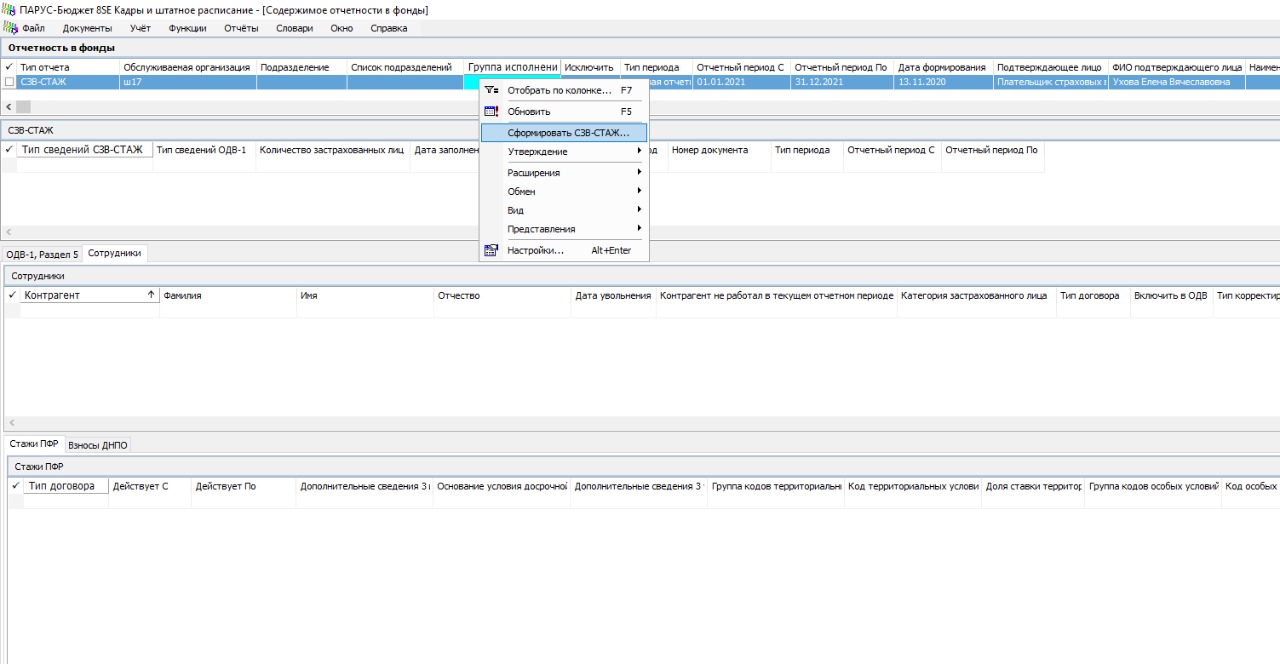 ПАРУС-Бюджет 8SE Кадры и штатное расписание - [Содержимое отчетности в фонды]
Файл Документы Учёт Функции Отчёты Словари Окно Справка
Отчетность в фонды
Тип отчета Обслуживаемая организация Подразделение Список подразделений Группа исполнени Исключить Тип периода Отчетный период С Отчетный период По Дата формирования Подтверждающее лицо ФИО подтверждающего лица Наимен
СЗВ-СТАЖ ш17 ая отчет 01.01.2021 31.12.2021 13.11.2020 Плательщик страховых в Ухова Елена Вячеславовна
Отобрать по колонке... F7
Обновить F5
Сформировать СЗВ-СТАЖ...
Утверждение
Расширения
Обмен
Вид
Представления
Настройки... Alt+Enter
СЗВ-СТАЖ
Тип сведений СЗВ-СТАЖ Тип сведений ОДВ-1 Количество застрахованных лиц Дата заполнен од Номер документа Тип периода Отчетный период С Отчетный период По
ОДВ-1, Раздел 5 Сотрудники
Сотрудники
Контрагент Фамилия Имя Отчество Дата увольнения Контрагент не работал в текущем отчетном периоде Категория застрахованного лица Тип договора Включить в ОДВ Тип корректир
Стажи ПФР Взносы ДНПО
Стажи ПФР
Тип договора Действует С Действует По Дополнительные сведения З Основание условия досрочной Дополнительные сведения З Группа кодов территориальн Код территориальных услови Доля ставки территор Группа кодов особых условий Код особых